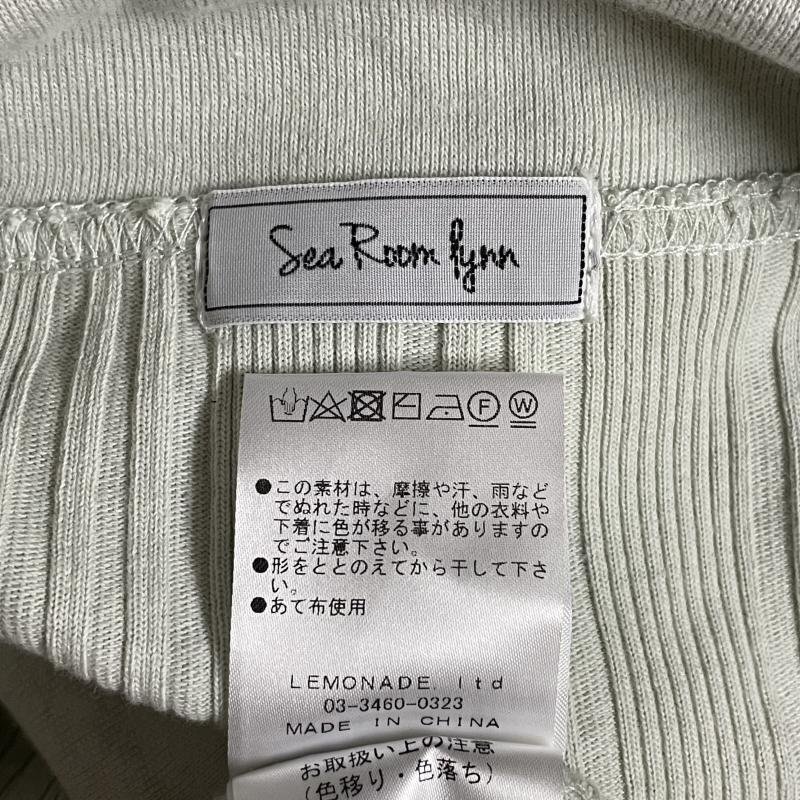 Sea Room lynn
F
W
●この素材は、摩擦や汗、雨など
でぬれた時などに、他の衣料や
下着に色が移る事がありますの
でご注意下さい。
●形をととのえてから干して下さ
い。
●あて布使用
LEMONADE. ltd
03-3460-0323
MADE IN CHINA
お取扱い上の注意
(色移り・色落ち)